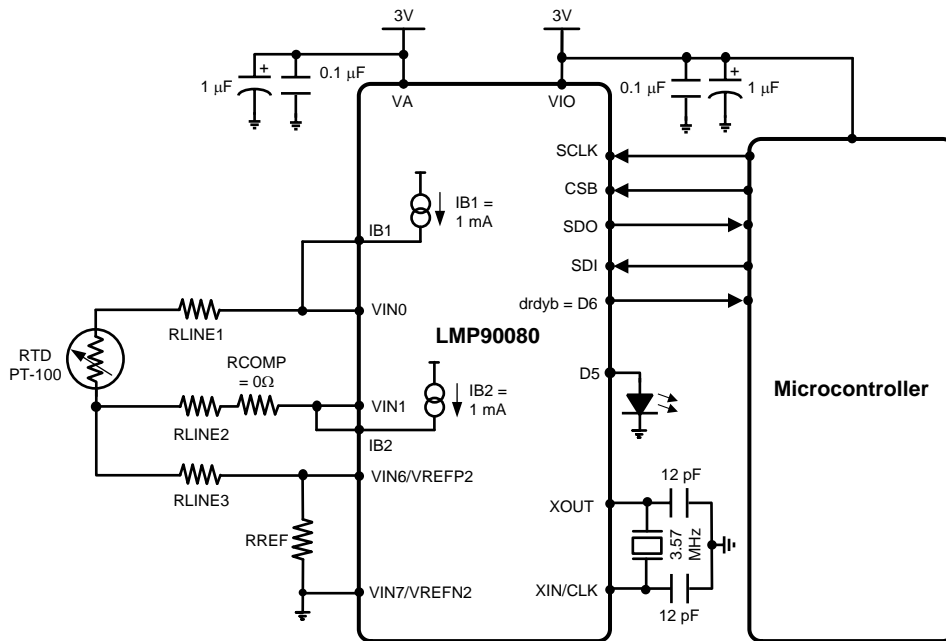 3V
3V
1 µF
+
0.1 µF
0.1 µF
+
1 µF
VA
VIO
SCLK
CSB
SDO
SDI
drdyb = D6
IB1 =
1 mA
IB1
VIN0
RLINE1
LMP90080
RTD
PT-100
RCOMP
= 0Ω
RLINE2
VIN1
IB2
IB2 =
1 mA
D5
Microcontroller
RLINE3
VIN6/VREFP2
RREF
VIN7/VREFN2
XOUT
12 pF
3.57
MHz
XIN/CLK
12 pF